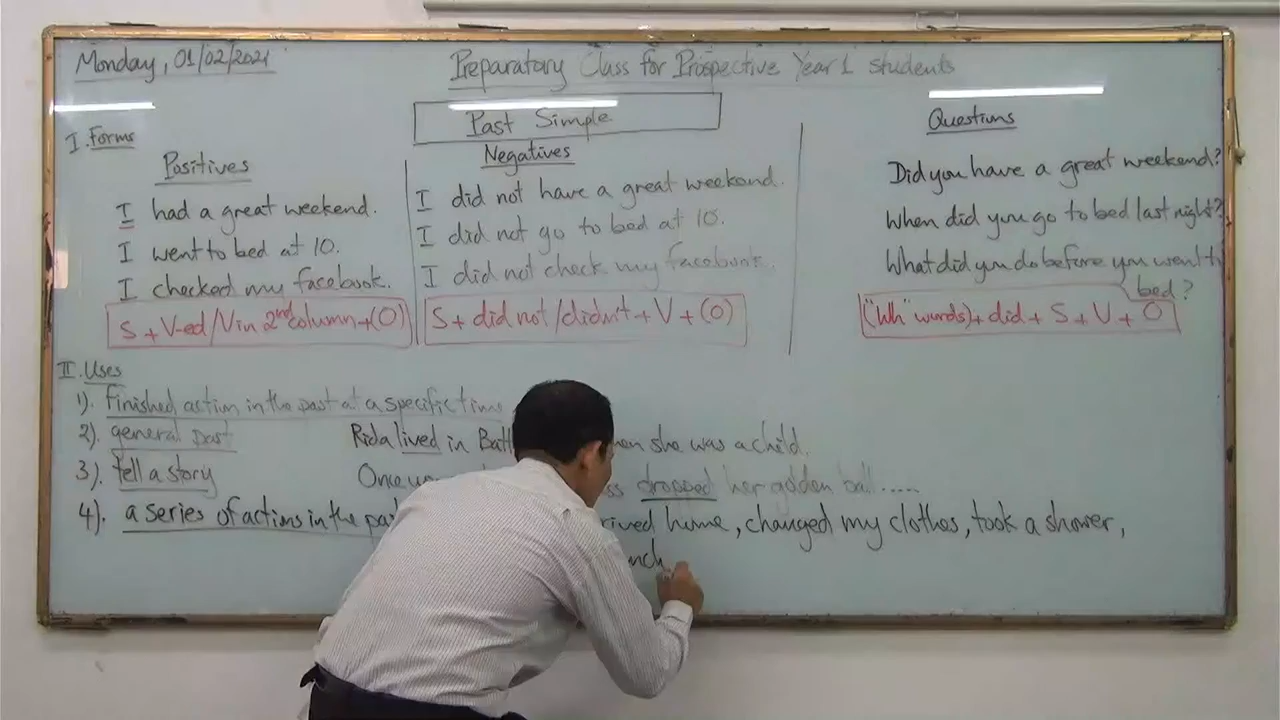 Monday, 01/02/2021
Preparatory Class for Prospective Year 1 students
Past Simple
I. Forms
Positives
I had a great weekend.
I went to bed at 10.
I checked my facebook.
S + V-ed/V in 2nd column + (O)
Negatives
I did not have a great weekend.
I did not go to bed at 10.
I did not check my facebook.
S + did not/didn't + V + (O)
Questions
Did you have a great weekend?
When did you go to bed last night?
What did you do before you went to
bed?
("Wh" words) + did + S + V + O
II. Uses
1). finished action in the past at a specific time
2). general past Rida lived in she was a child.
3). tell a story Once dropped her golden ball.....
4). a series of actions in the home, changed my clothes, took a shower,